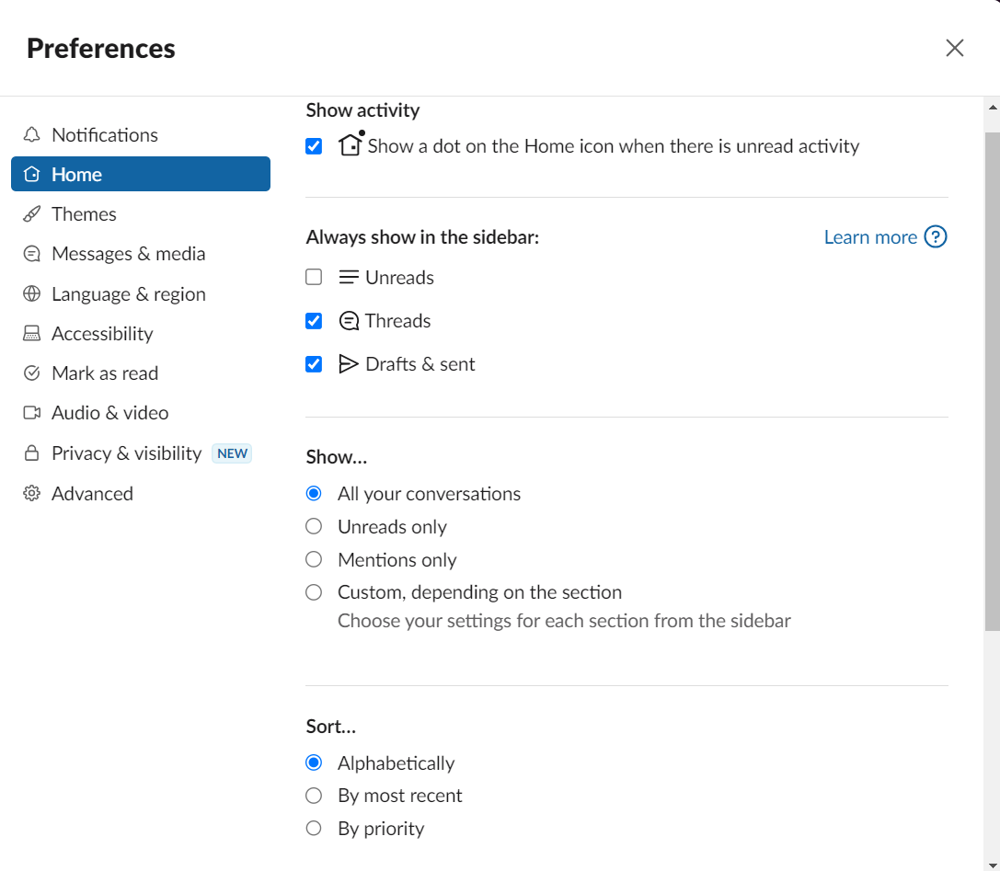 Preferences
Notifications
Home
Themes
Messages & media
Language & region
Accessibility
Mark as read
Audio & video
Privacy & visibility NEW
Advanced
Show activity
Show a dot on the Home icon when there is unread activity
Always show in the sidebar: Learn more ?
Unreads
Threads
Drafts & sent
Show...
All your conversations
Unreads only
Mentions only
Custom, depending on the section
Choose your settings for each section from the sidebar
Sort...
Alphabetically
By most recent
By priority